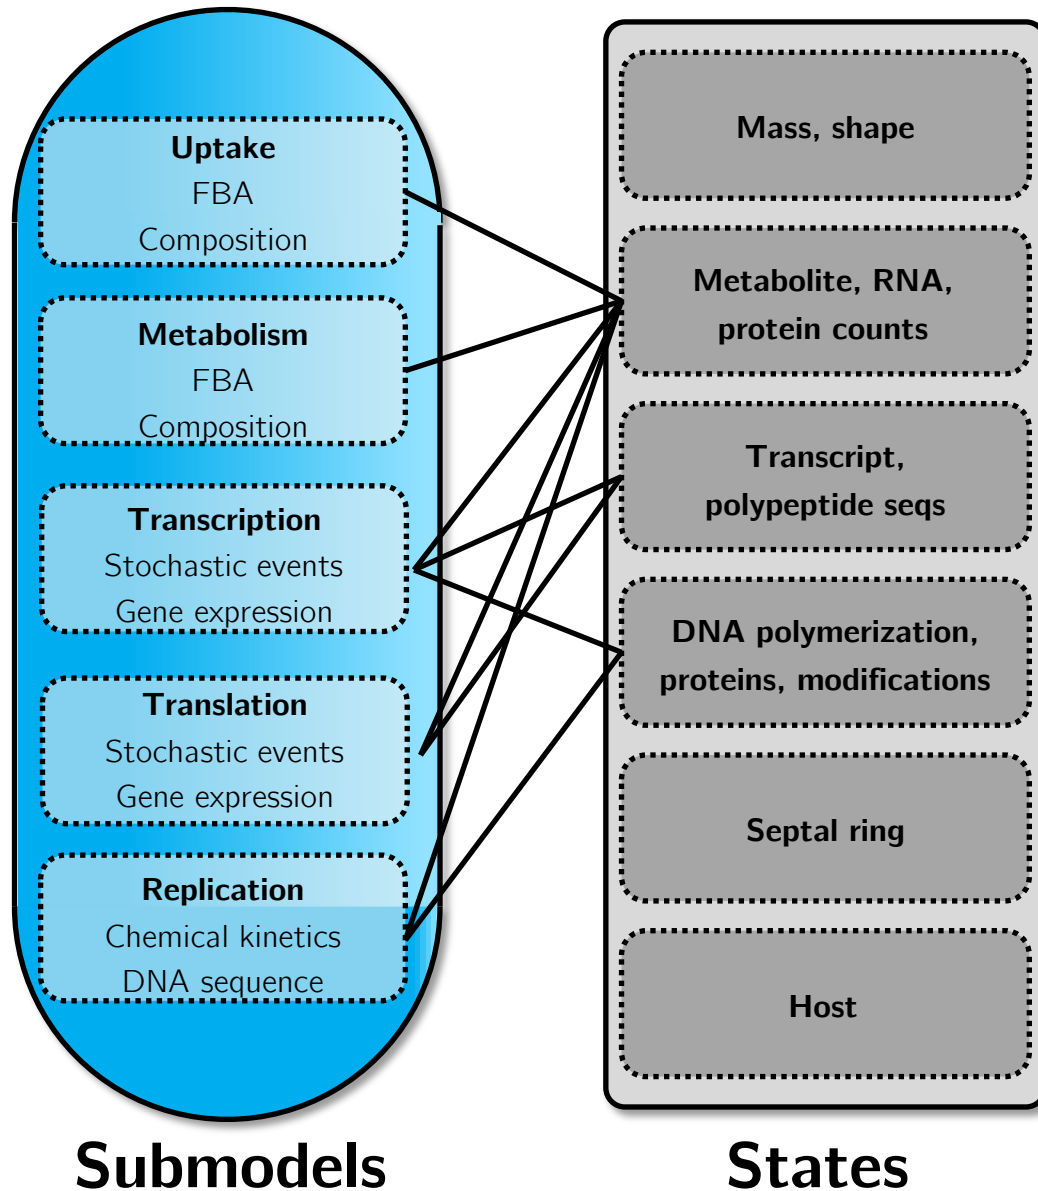 Uptake
FBA
Composition
Metabolism
FBA
Composition
Transcription
Stochastic events
Gene expression
Translation
Stochastic events
Gene expression
Replication
Chemical kinetics
DNA sequence
Submodels
Mass, shape
Metabolite, RNA,
protein counts
Transcript,
polypeptide seqs
DNA polymerization,
proteins, modifications
Septal ring
Host
States